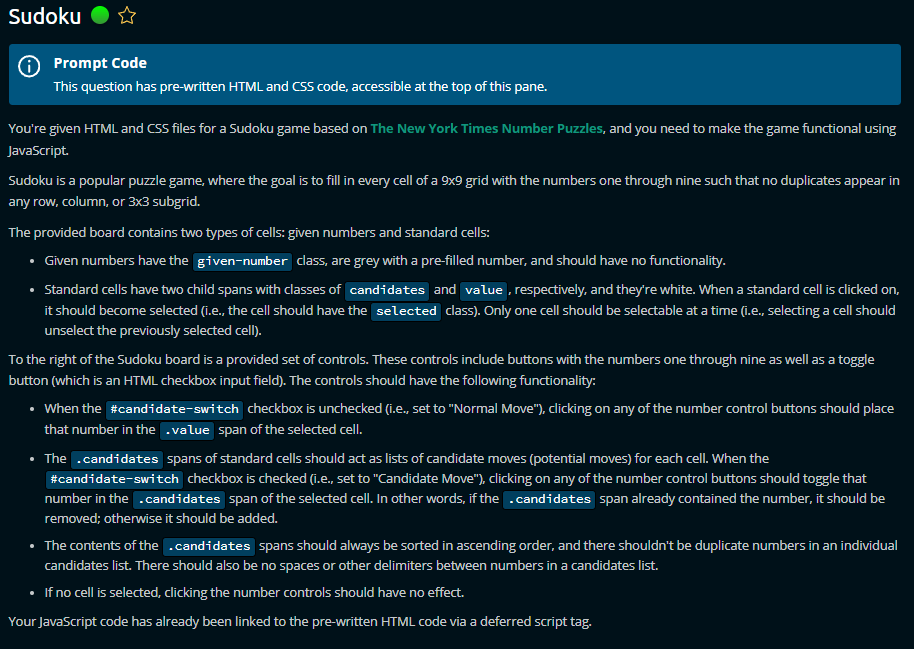 Sudoku
Prompt Code
This question has pre-written HTML and CSS code, accessible at the top of this pane.
You're given HTML and CSS files for a Sudoku game based on The New York Times Number Puzzles, and you need to make the game functional using
JavaScript.
Sudoku is a popular puzzle game, where the goal is to fill in every cell of a 9x9 grid with the numbers one through nine such that no duplicates appear in
any row, column, or 3x3 subgrid.
The provided board contains two types of cells: given numbers and standard cells:
• Given numbers have the given-number class, are grey with a pre-filled number, and should have no functionality.
• Standard cells have two child spans with classes of candidates and value, respectively, and they're white. When a standard cell is clicked on,
it should become selected (i.e., the cell should have the selected class). Only one cell should be selectable at a time (i.e., selecting a cell should
unselect the previously selected cell).
To the right of the Sudoku board is a provided set of controls. These controls include buttons with the numbers one through nine as well as a toggle
button (which is an HTML checkbox input field). The controls should have the following functionality:
• When the #candidate-switch checkbox is unchecked (i.e., set to "Normal Move"), clicking on any of the number control buttons should place
that number in the .value span of the selected cell.
• The .candidates spans of standard cells should act as lists of candidate moves (potential moves) for each cell. When the
#candidate-switch checkbox is checked (i.e., set to "Candidate Move"), clicking on any of the number control buttons should toggle that
number in the .candidates span of the selected cell. In other words, if the .candidates span already contained the number, it should be
removed; otherwise it should be added.
• The contents of the .candidates spans should always be sorted in ascending order, and there shouldn't be duplicate numbers in an individual
candidates list. There should also be no spaces or other delimiters between numbers in a candidates list.
• If no cell is selected, clicking the number controls should have no effect.
Your JavaScript code has already been linked to the pre-written HTML code via a deferred script tag.